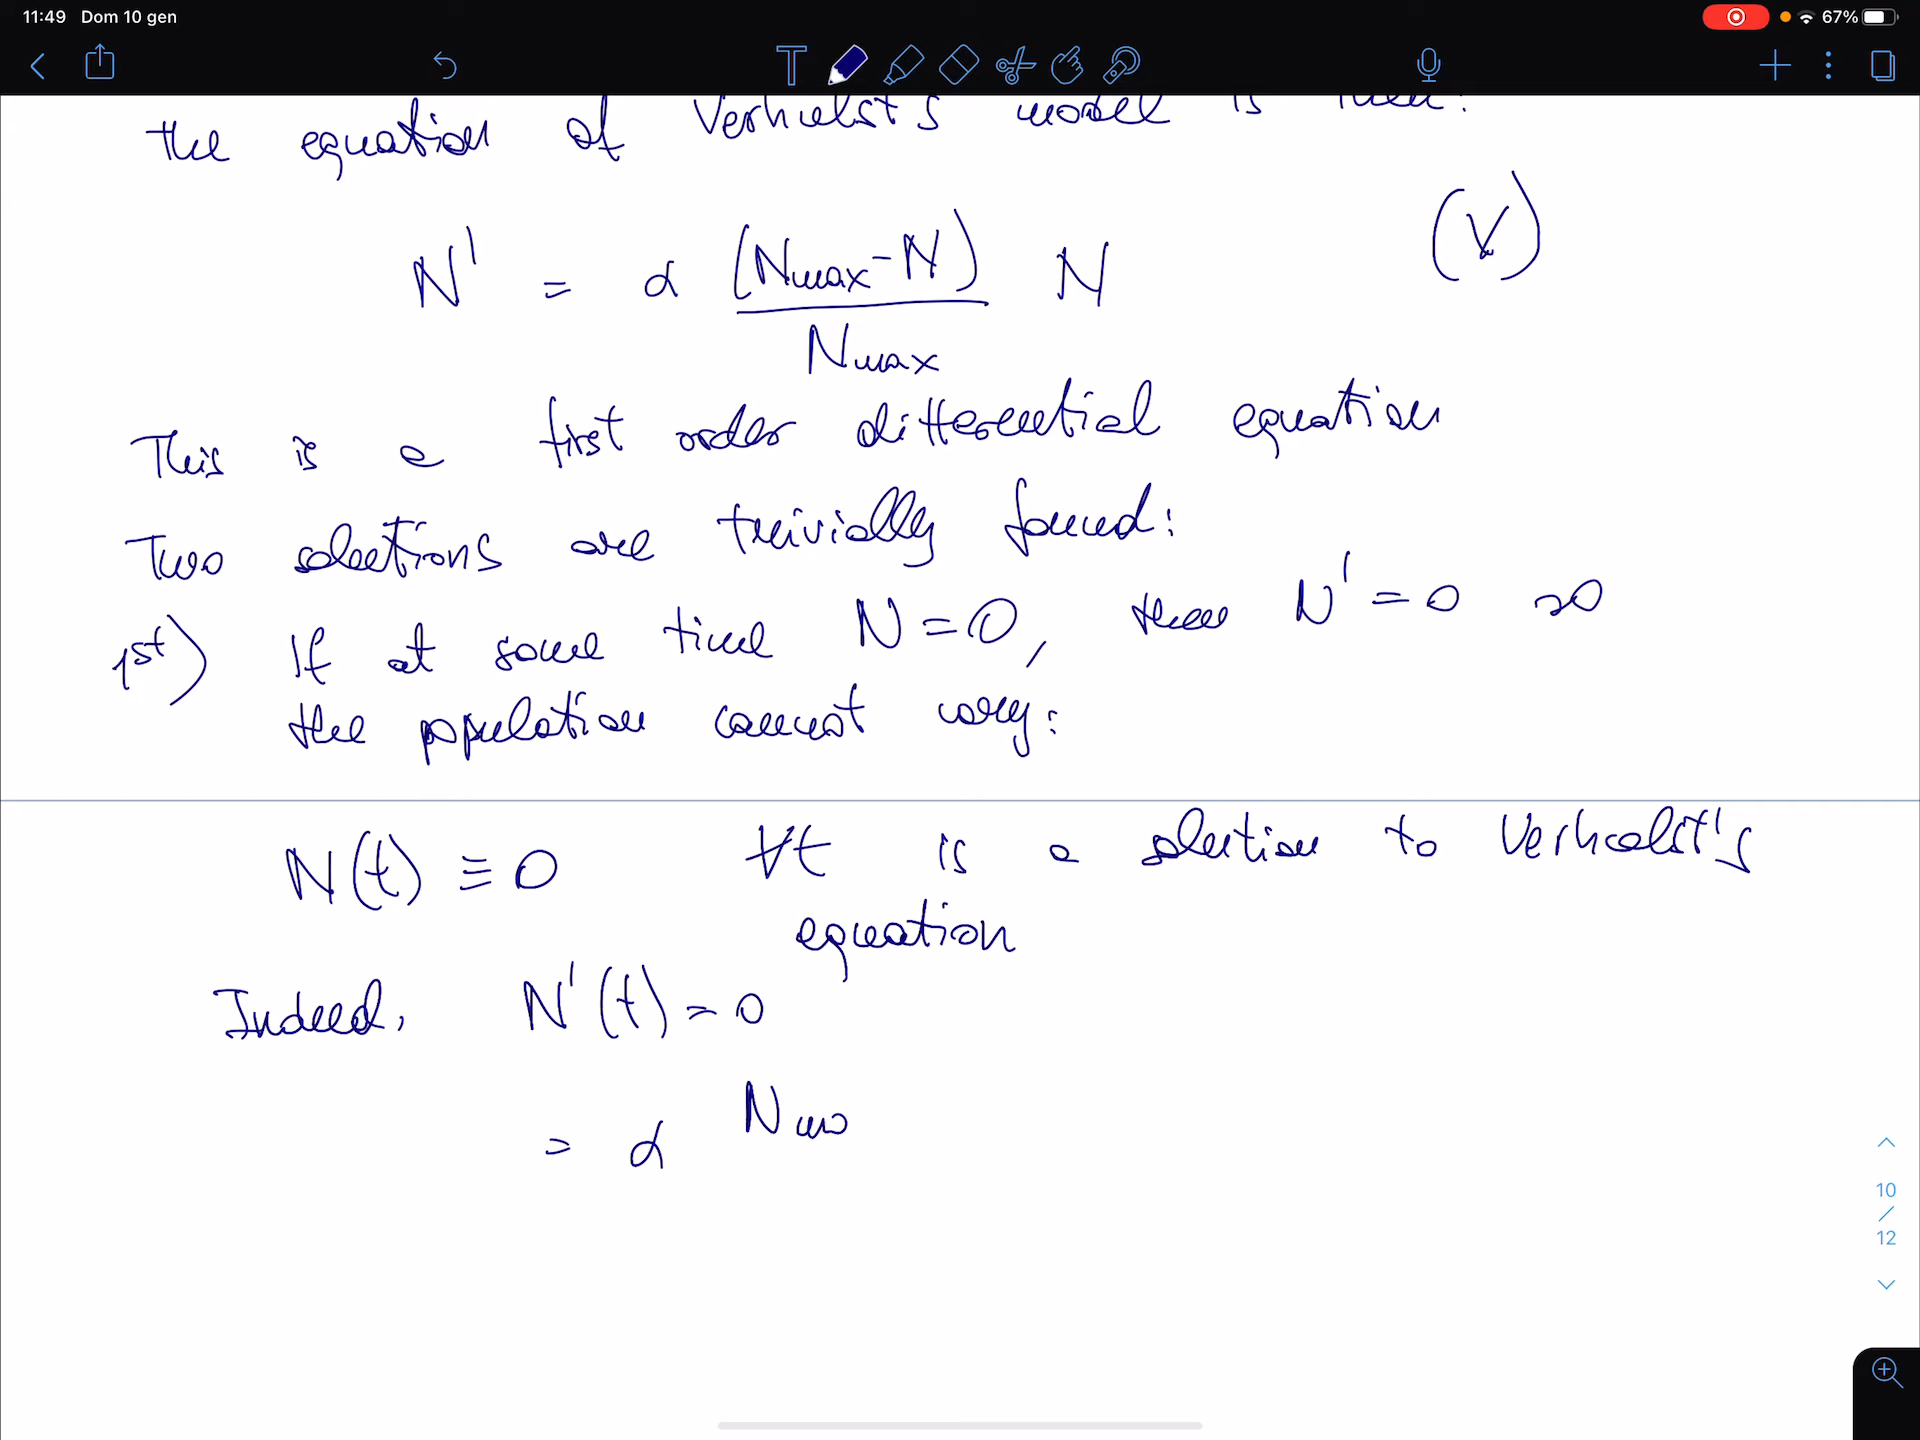 11:49 Dom 10 gen
67%
the equation of Verhulst's model is then:
N' = α (Nmax - N) / Nmax N (V)
This is a first order differential equation
Two solutions are trivially found:
1st) If at some time N = 0, then N' = 0 so
the population cannot vary:
N(t) ≡ 0 ∀t is a solution to Verhulst's
equation
Indeed, N'(t) = 0
= α N
10
/
12